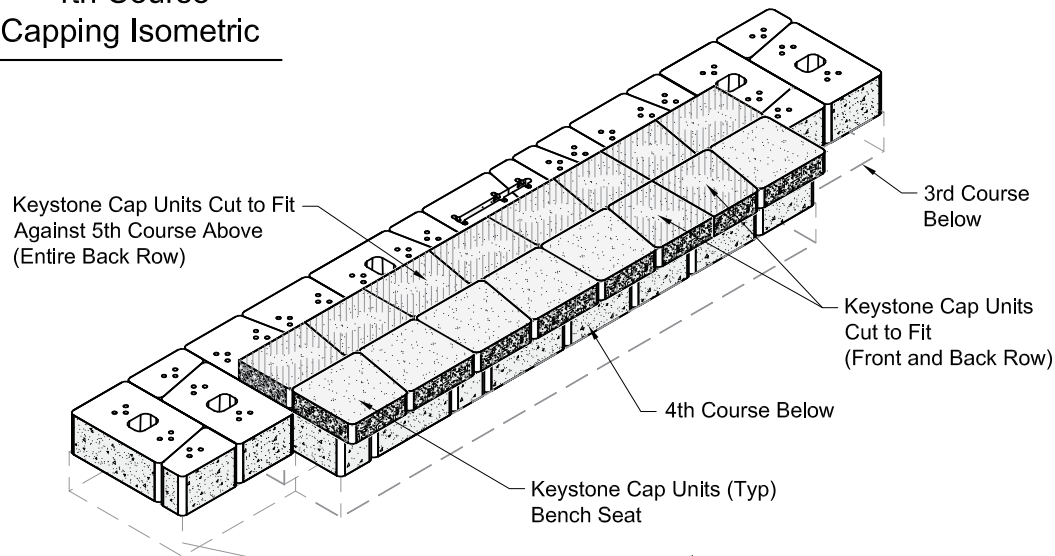 Capping Isometric
Keystone Cap Units Cut to Fit
Against 5th Course Above
(Entire Back Row)
3rd Course
Below
Keystone Cap Units
Cut to Fit
(Front and Back Row)
4th Course Below
Keystone Cap Units (Typ)
Bench Seat